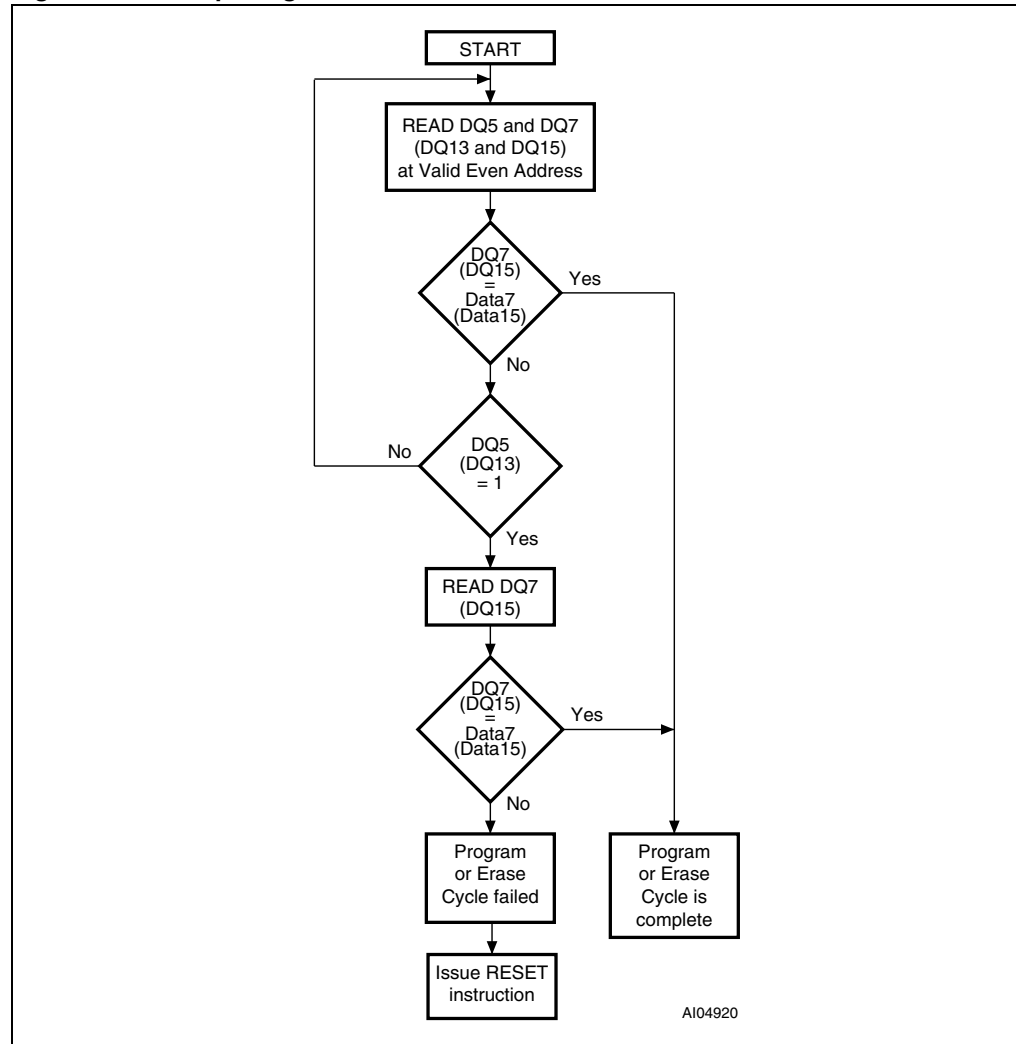 START
READ DQ5 and DQ7
(DQ13 and DQ15)
at Valid Even Address
DQ7
(DQ15)
=
Data7
(Data15)
Yes
No
DQ5
(DQ13)
= 1
No
Yes
READ DQ7
(DQ15)
DQ7
(DQ15)
=
Data7
(Data15)
Yes
No
Program
or Erase
Cycle failed
Program
or Erase
Cycle is
complete
Issue RESET
instruction
AI04920